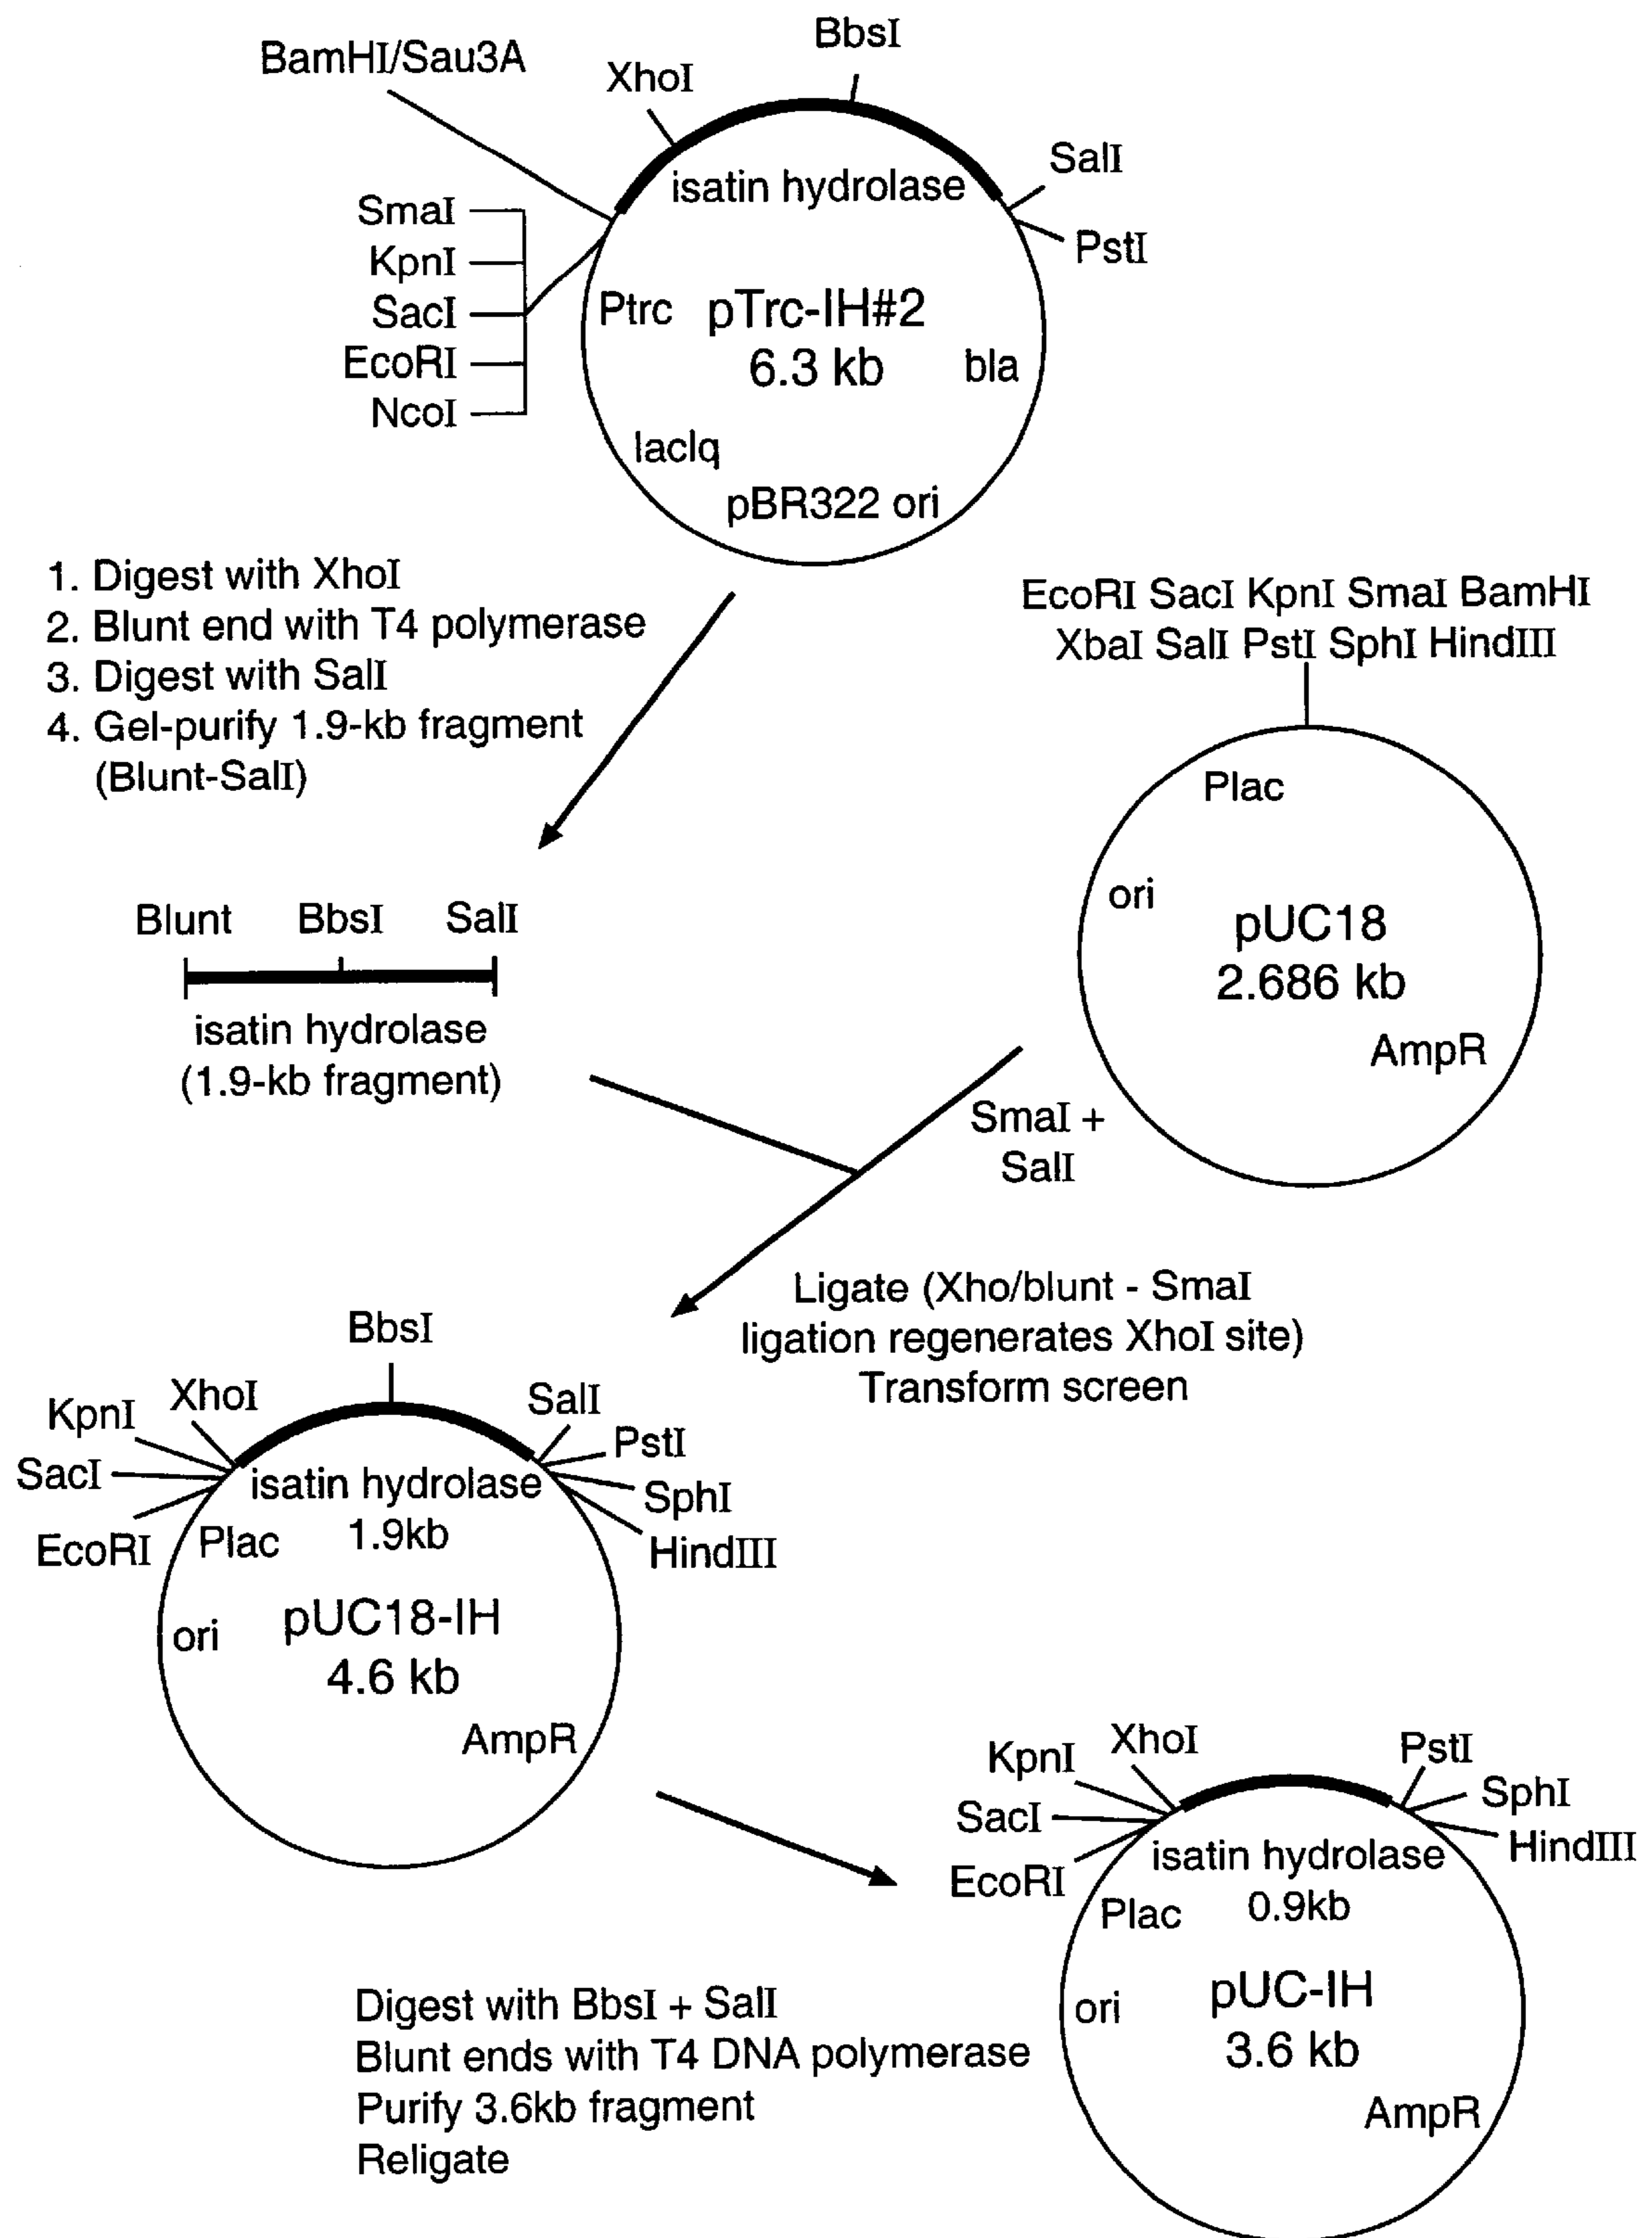 BbsI
BamHI/Sau3A
XhoI
SalI
isatin hydrolase
SmaI
PstI
KpnI
SacI
Ptrc pTrc-IH#2
EcoRI
6.3 kb
bla
NcoI
lacIq
pBR322 ori
1. Digest with XhoI
2. Blunt end with T4 polymerase
3. Digest with SalI
4. Gel-purify 1.9-kb fragment
(Blunt-SalI)
EcoRI SacI KpnI SmaI BamHI
XbaI SalI PstI SphI HindIII
Plac
ori
pUC18
2.686 kb
AmpR
Blunt BbsI SalI
isatin hydrolase
(1.9-kb fragment)
SmaI +
SalI
Ligate (Xho/blunt - SmaI
ligation regenerates XhoI site)
Transform screen
BbsI
XhoI
SalI
KpnI
PstI
SacI
isatin hydrolase
SphI
EcoRI
Plac
1.9kb
HindIII
ori
pUC18-IH
4.6 kb
AmpR
Digest with BbsI + SalI
Blunt ends with T4 DNA polymerase
Purify 3.6kb fragment
Religate
XhoI
PstI
KpnI
SphI
SacI
HindIII
isatin hydrolase
EcoRI
Plac
0.9kb
ori
pUC-IH
3.6 kb
AmpR